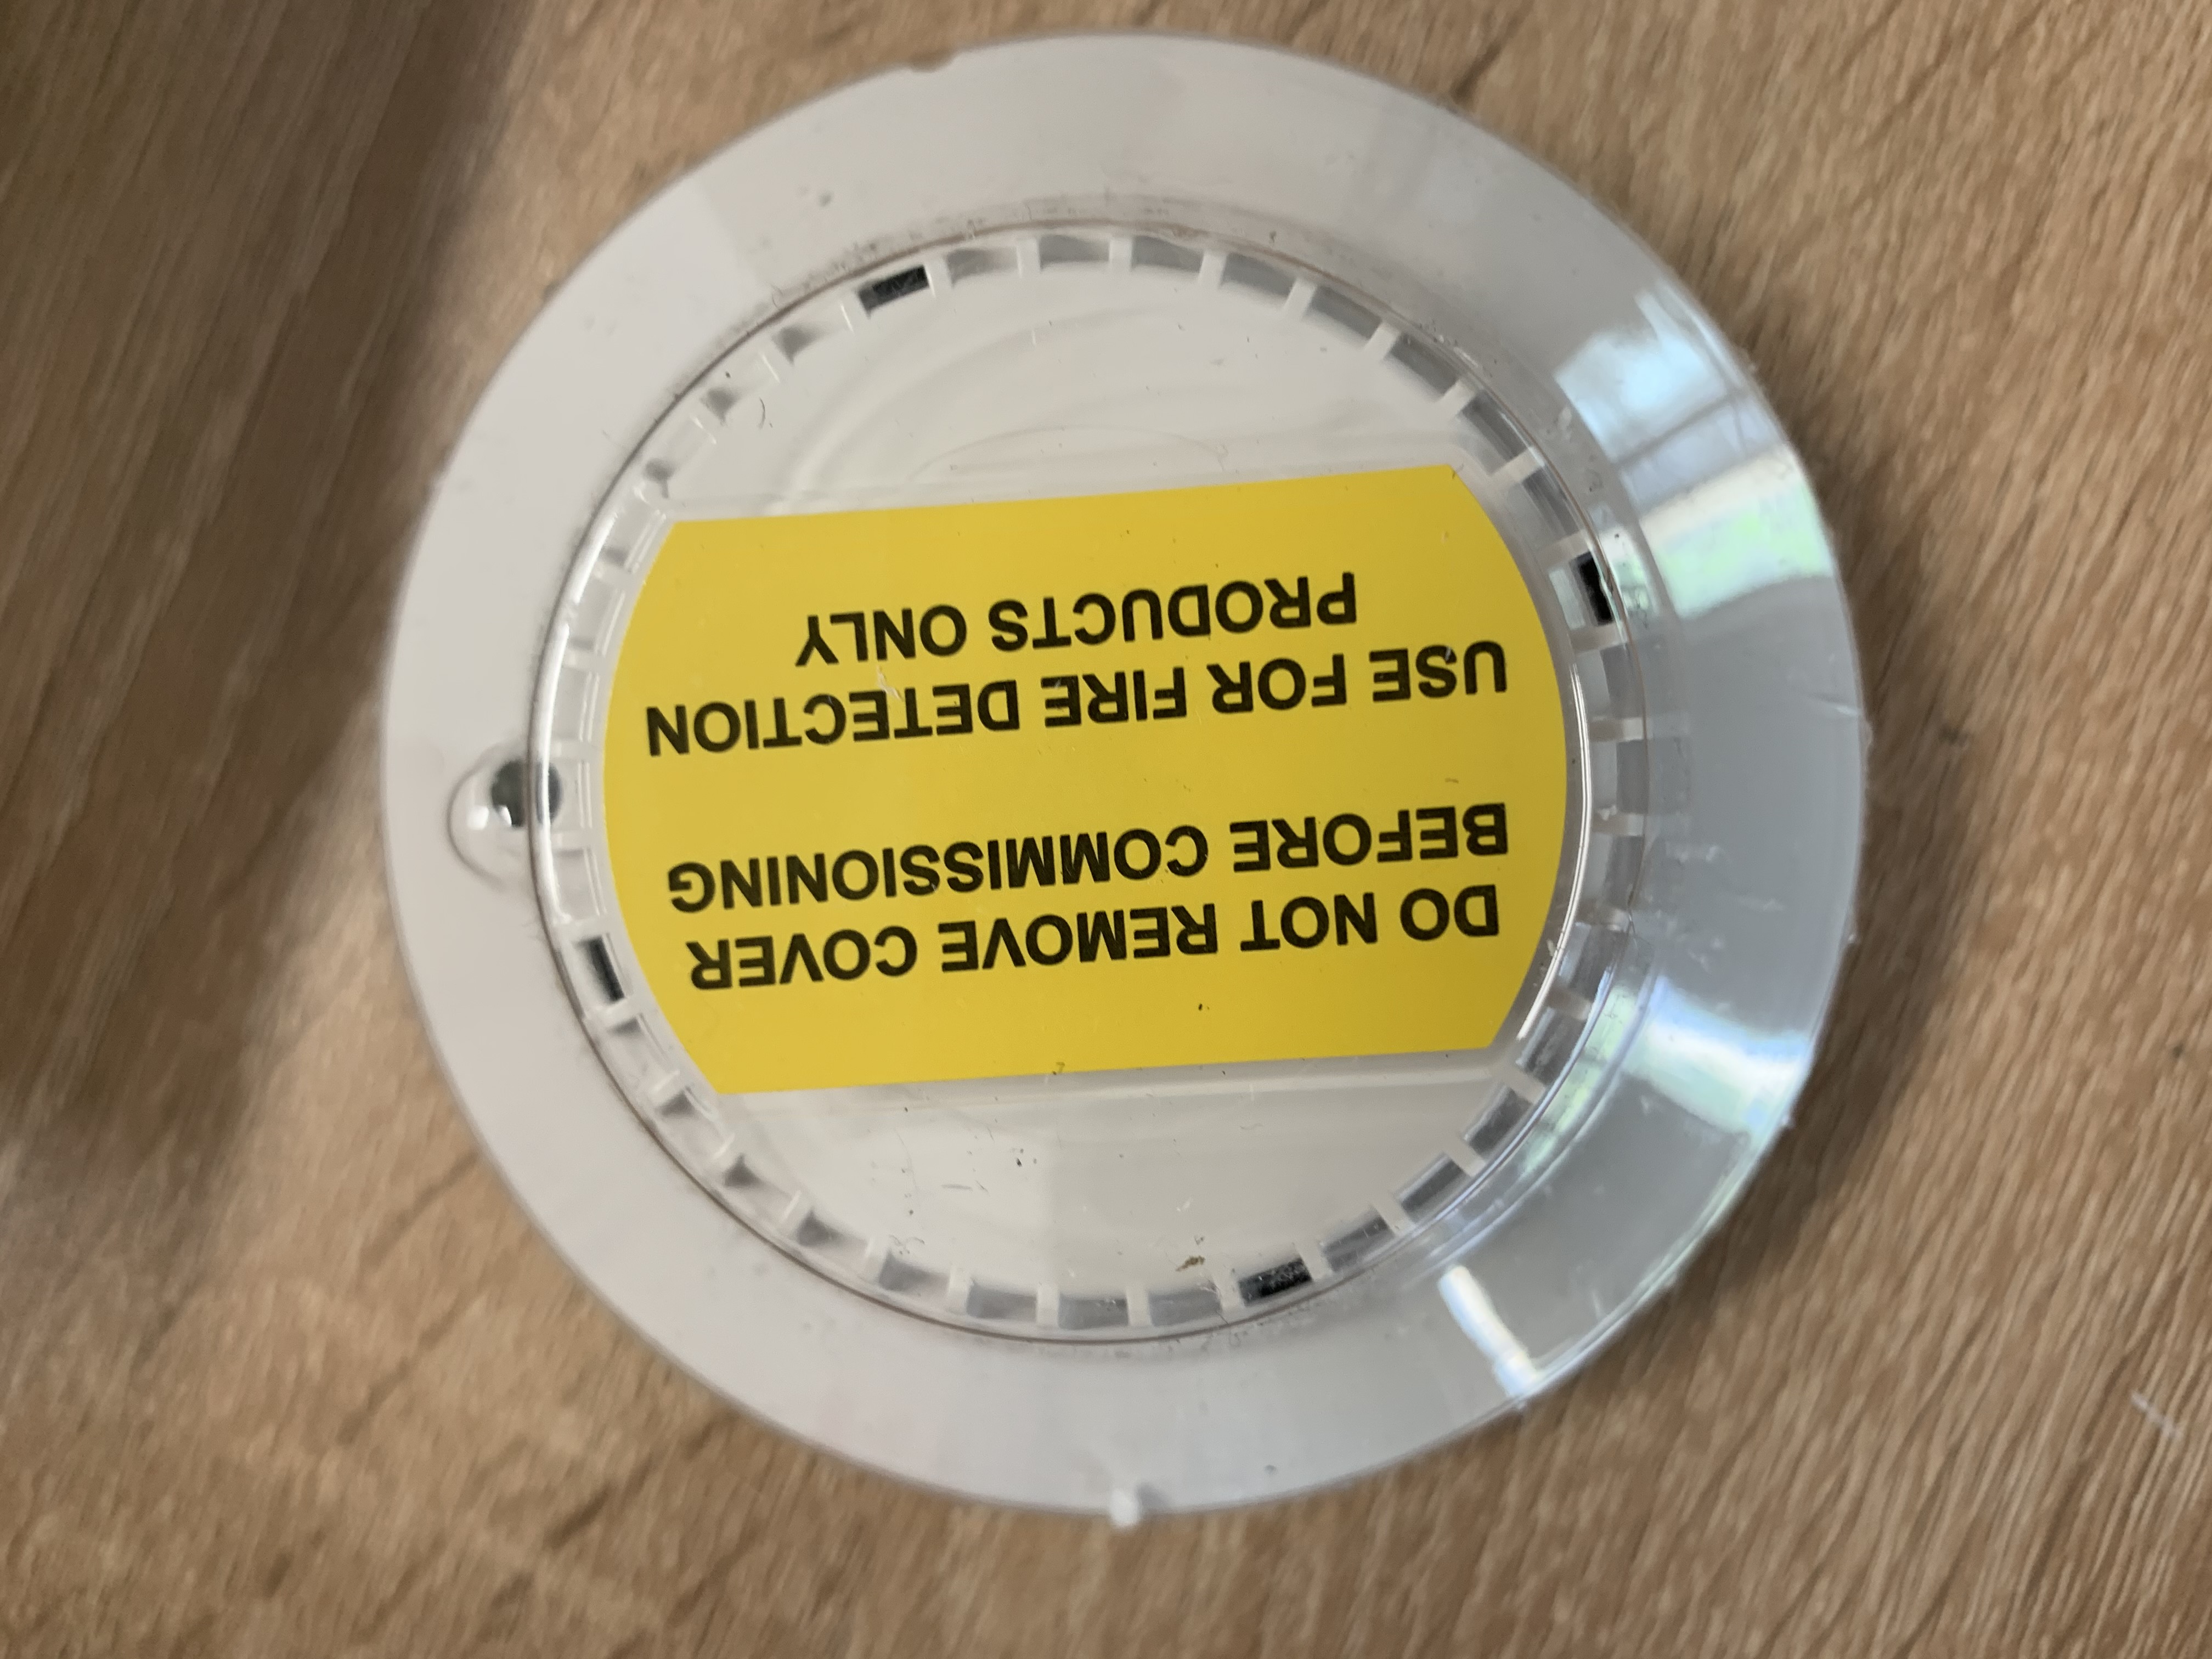 DO NOT REMOVE COVER
BEFORE COMMISSIONING
USE FOR FIRE DETECTION
PRODUCTS ONLY